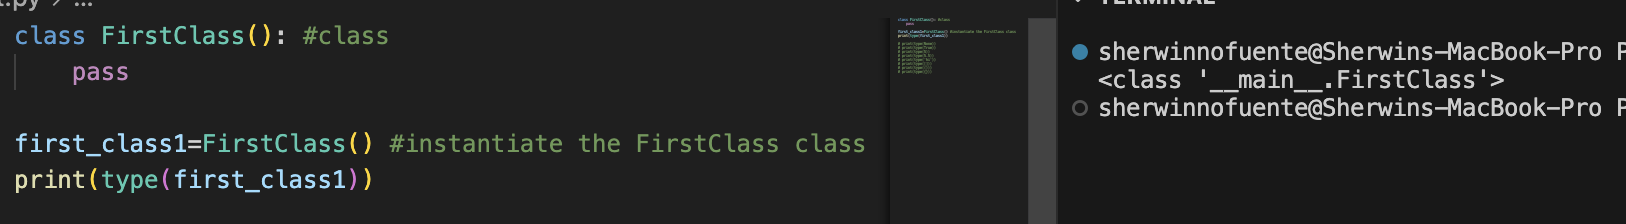 class FirstClass(): #class
pass
first_class1=FirstClass() #instantiate the FirstClass class
print(type(first_class1))
TERMINAL
sherwinnofuente@Sherwins-MacBook-Pro
<class '__main__.FirstClass'>
sherwinnofuente@Sherwins-MacBook-Pro